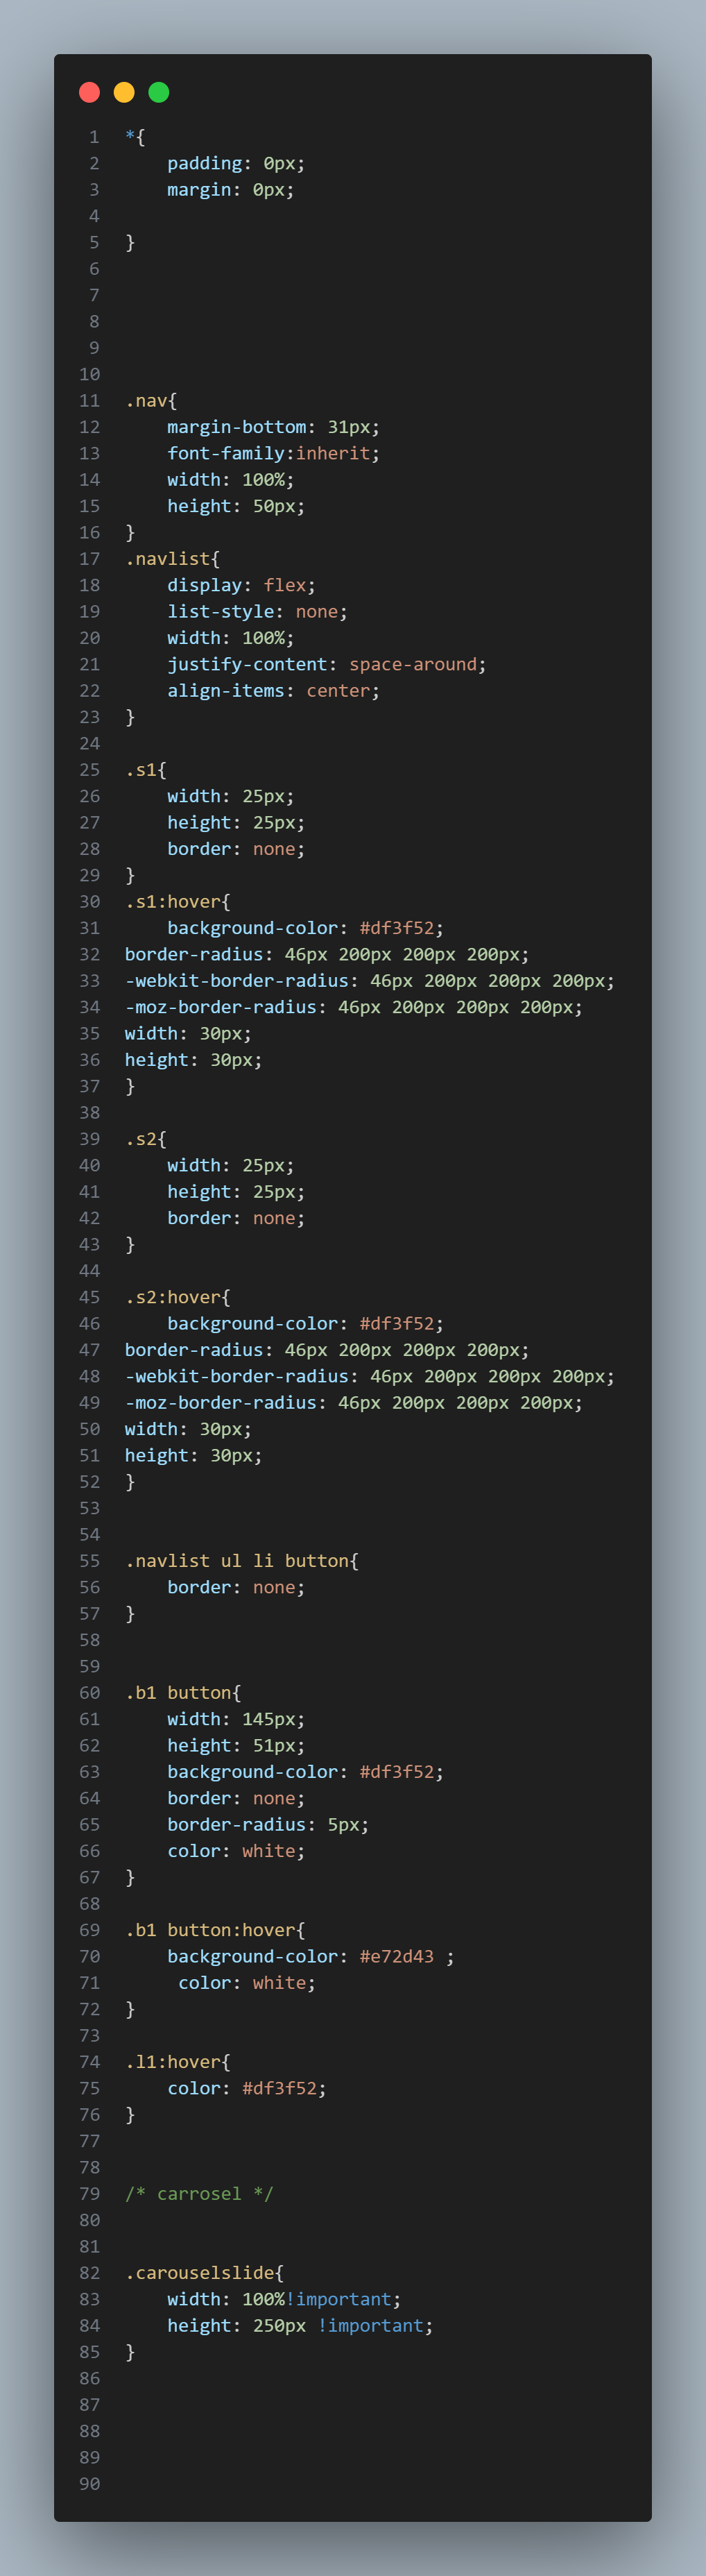 1 *{
2     padding: 0px;
3     margin: 0px;
4
5 }
6
7
8
9
10
11 .nav{
12     margin-bottom: 31px;
13     font-family:inherit;
14     width: 100%;
15     height: 50px;
16 }
17 .navlist{
18     display: flex;
19     list-style: none;
20     width: 100%;
21     justify-content: space-around;
22     align-items: center;
23 }
24
25 .s1{
26     width: 25px;
27     height: 25px;
28     border: none;
29 }
30 .s1:hover{
31     background-color: #df3f52;
32 border-radius: 46px 200px 200px 200px;
33 -webkit-border-radius: 46px 200px 200px 200px;
34 -moz-border-radius: 46px 200px 200px 200px;
35 width: 30px;
36 height: 30px;
37 }
38
39 .s2{
40     width: 25px;
41     height: 25px;
42     border: none;
43 }
44
45 .s2:hover{
46     background-color: #df3f52;
47 border-radius: 46px 200px 200px 200px;
48 -webkit-border-radius: 46px 200px 200px 200px;
49 -moz-border-radius: 46px 200px 200px 200px;
50 width: 30px;
51 height: 30px;
52 }
53
54
55 .navlist ul li button{
56     border: none;
57 }
58
59
60 .b1 button{
61     width: 145px;
62     height: 51px;
63     background-color: #df3f52;
64     border: none;
65     border-radius: 5px;
66     color: white;
67 }
68
69 .b1 button:hover{
70     background-color: #e72d43 ;
71      color: white;
72 }
73
74 .l1:hover{
75     color: #df3f52;
76 }
77
78
79 /* carrosel */
80
81
82 .carouselslide{
83     width: 100%!important;
84     height: 250px !important;
85 }
86
87
88
89
90